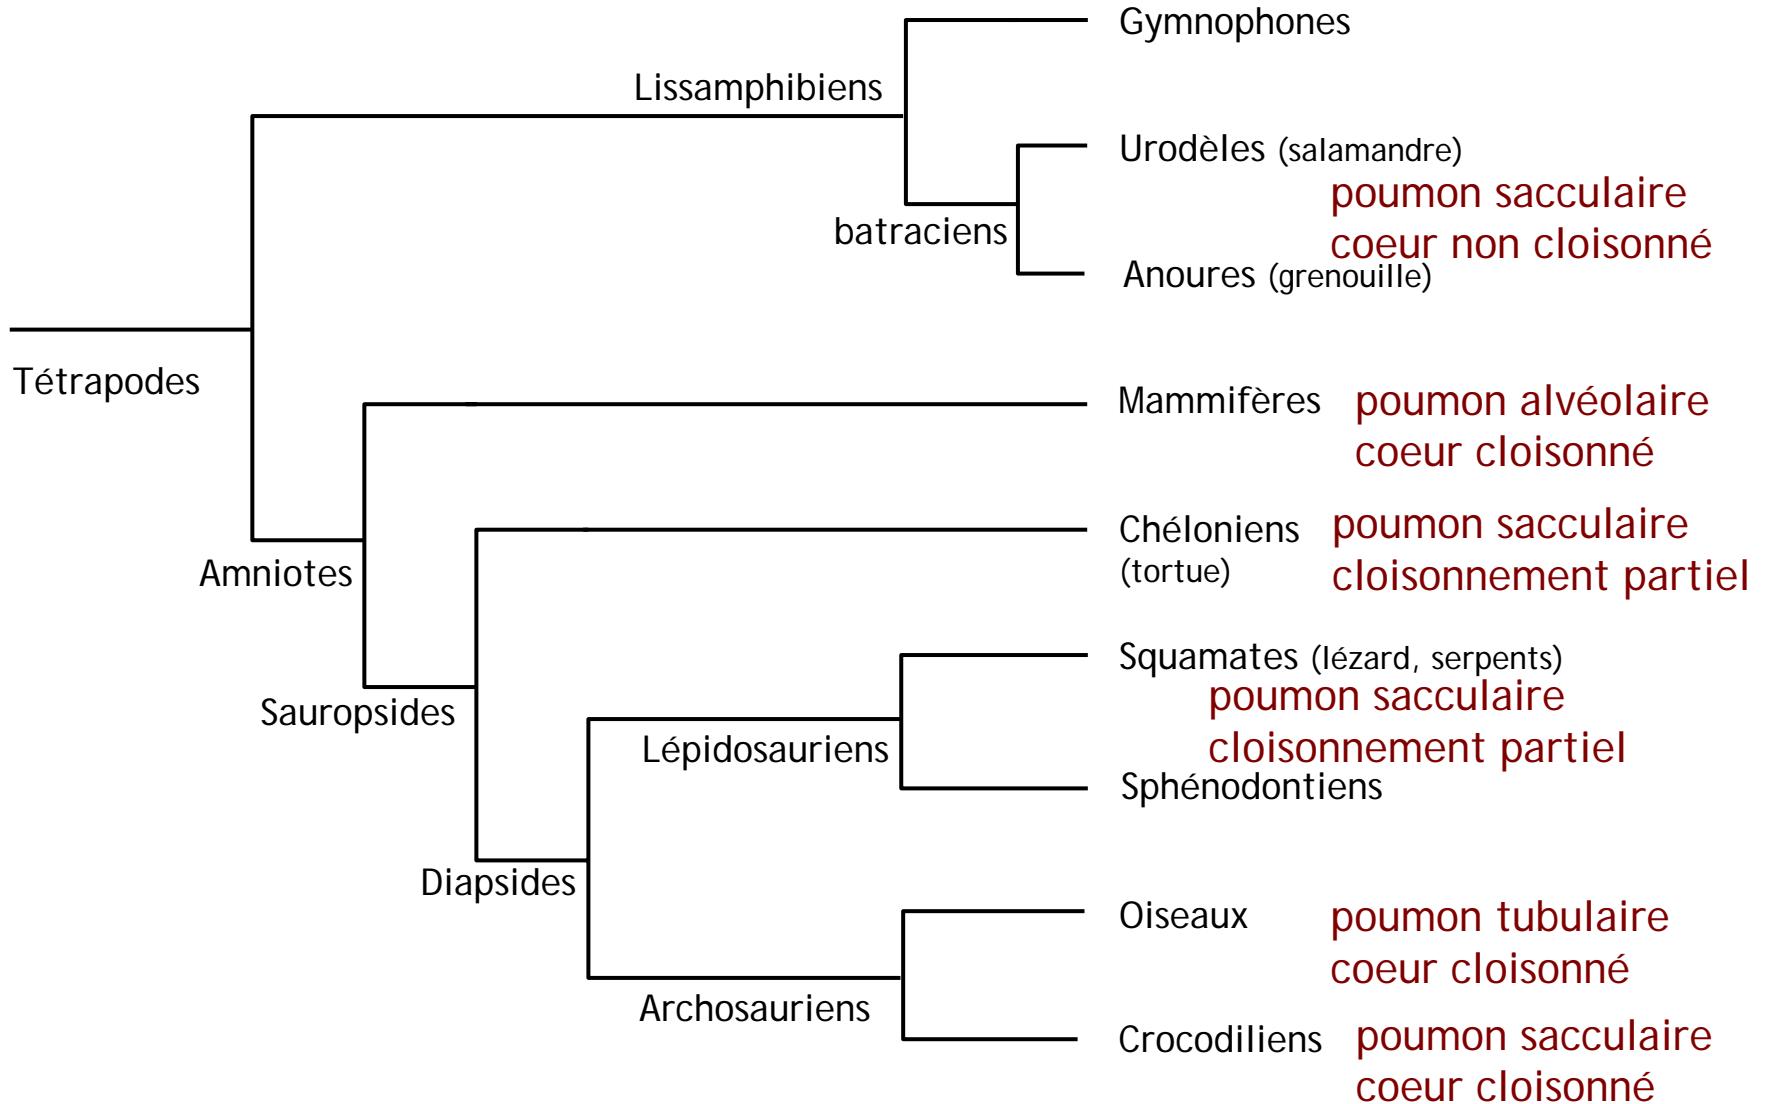 Gymnophones
Lissamphibiens
Urodèles (salamandre)
poumon sacculaire
coeur non cloisonné
batraciens
Anoures (grenouille)
Tétrapodes
Mammifères poumon alvéolaire
coeur cloisonné
Chéloniens poumon sacculaire
(tortue) cloisonnement partiel
Amniotes
Squamates (lézard, serpents)
poumon sacculaire
Sauropsides
Lépidosauriens cloisonnement partiel
Sphénodontiens
Diapsides
Oiseaux poumon tubulaire
coeur cloisonné
Archosauriens
Crocodiliens poumon sacculaire
coeur cloisonné